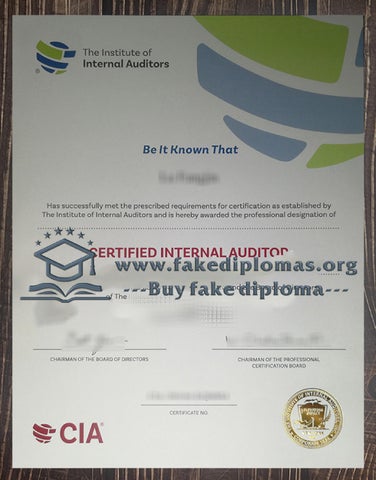 The Institute of
Internal Auditors
Be It Known That
Has successfully met the prescribed requirements for certification as established by
The Institute of Internal Auditors and is hereby awarded the professional designation of
CERTIFIED INTERNAL AUDITOR
www.fakediplomas.org
of The
---Buy fake diploma---
CHAIRMAN OF THE BOARD OF DIRECTORS
CHAIRMAN OF THE PROFESSIONAL
CERTIFICATION BOARD
CERTIFICATE NO.
CIA®